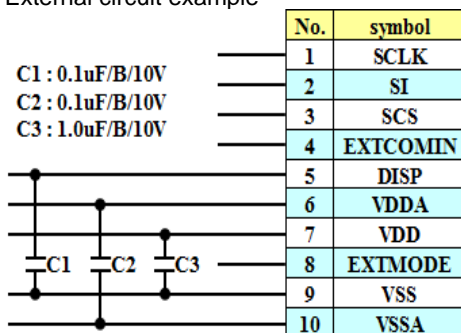 External circuit example
No. symbol
1 SCLK
2 SI
3 SCS
4 EXTCOMIN
5 DISP
6 VDDA
7 VDD
8 EXTMODE
9 VSS
10 VSSA
C1 : 0.1uF/B/10V
C2 : 0.1uF/B/10V
C3 : 1.0uF/B/10V
C1 C2 C3